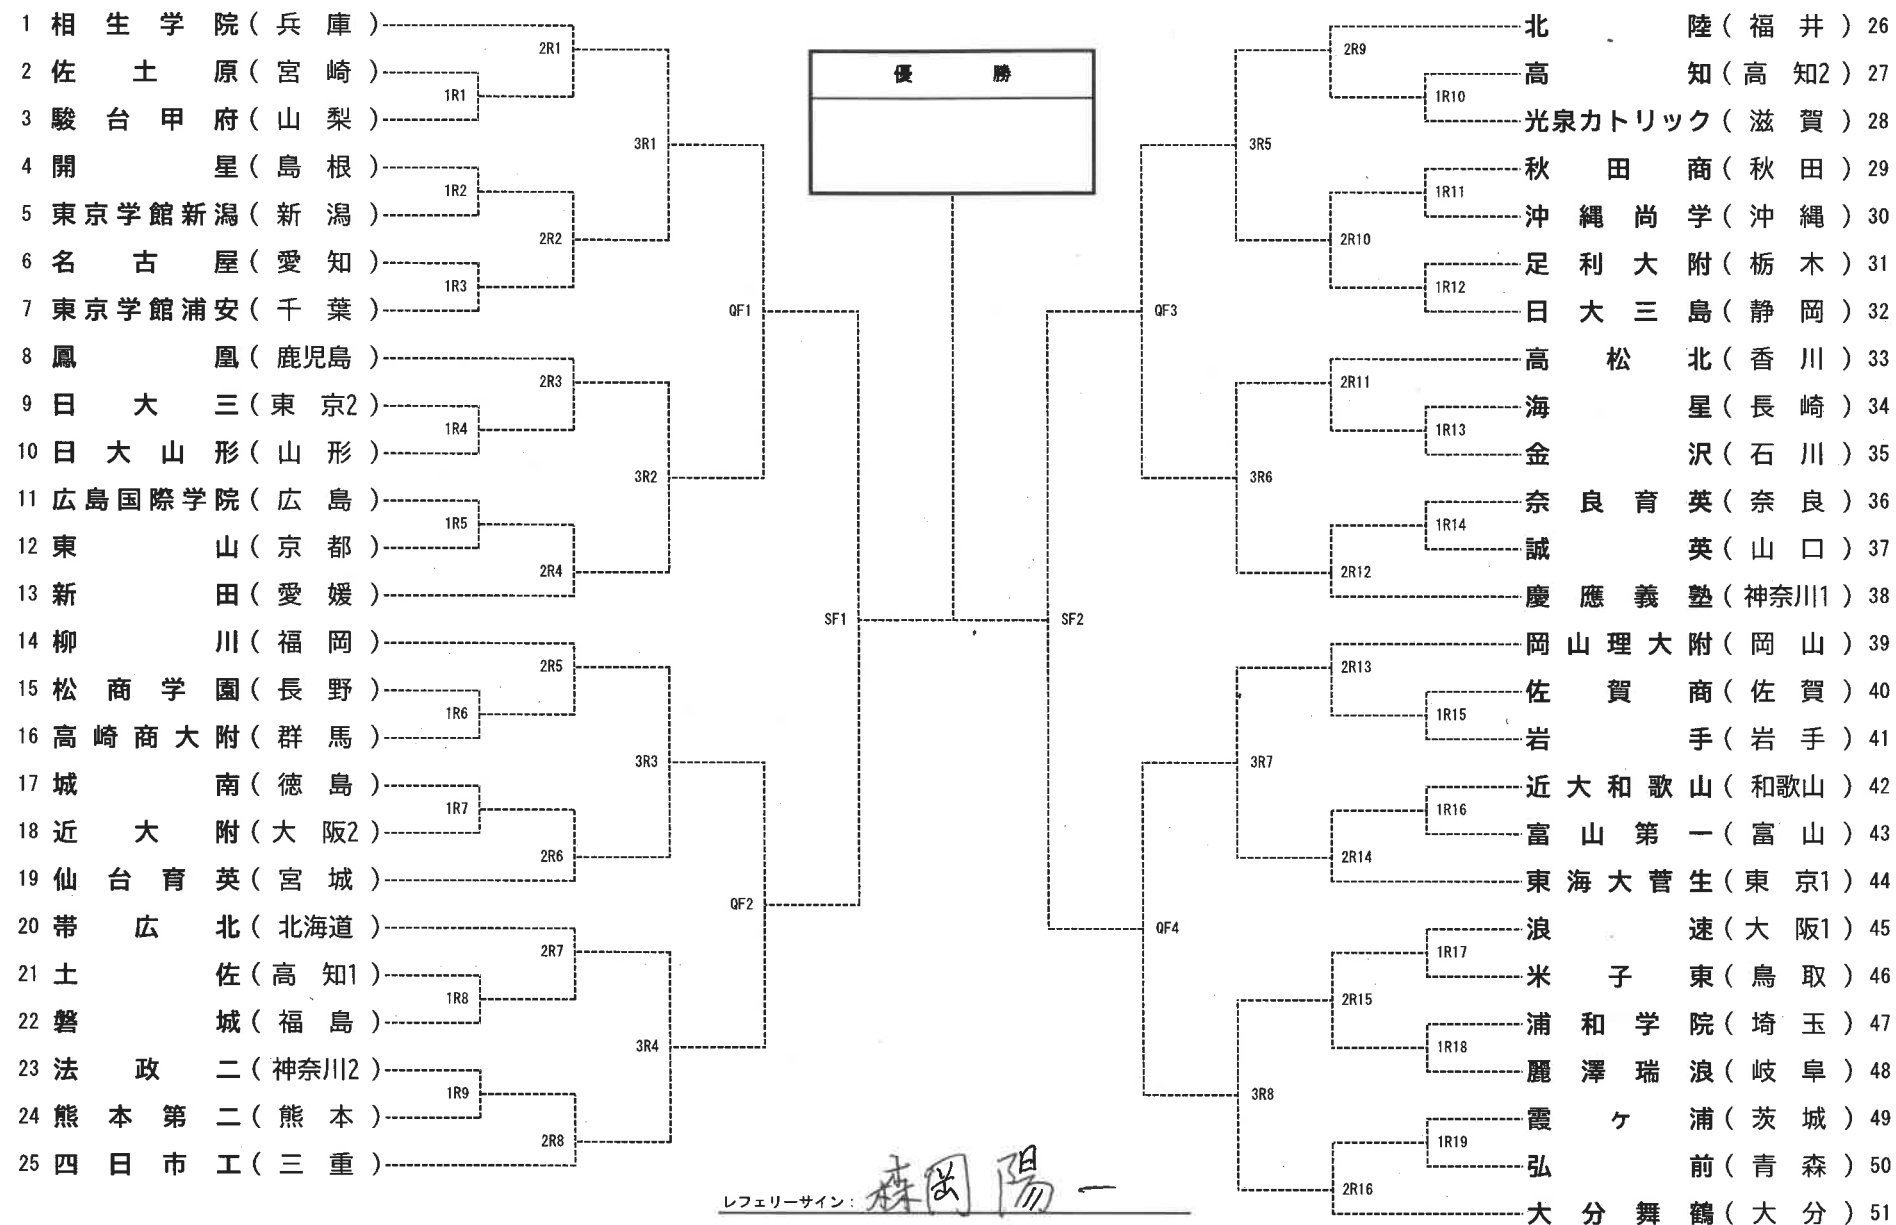 1 相生学院(兵庫)
2 佐土原(宮崎)
3 駿台甲府(山梨)
4 開星(島根)
5 東京学館新潟(新潟)
6 名古屋(愛知)
7 東京学館浦安(千葉)
8 鳳凰(鹿児島)
9 日大三(東京2)
10 日大山形(山形)
11 広島国際学院(広島)
12 東山(京都)
13 新田(愛媛)
14 柳川(福岡)
15 松商学園(長野)
16 高崎商大附(群馬)
17 城南(徳島)
18 近大附(大阪2)
19 仙台育英(宮城)
20 帯広北(北海道)
21 土佐(高知1)
22 磐城(福島)
23 法政二(神奈川2)
24 熊本第二(熊本)
25 四日市工(三重)
1R1
1R2
1R3
1R4
1R5
1R6
1R7
1R8
1R9
2R1
2R2
2R3
2R4
2R5
2R6
2R7
2R8
3R1
3R2
3R3
3R4
QF1
QF2
SF1
優勝
SF2
QF3
QF4
3R5
3R6
3R7
3R8
2R9
2R10
2R11
2R12
2R13
2R14
2R15
2R16
1R10
1R11
1R12
1R13
1R14
1R15
1R16
1R17
1R18
1R19
北陸(福井) 26
高知(高知2) 27
光泉カトリック(滋賀) 28
秋田商(秋田) 29
沖縄尚学(沖縄) 30
足利大附(栃木) 31
日大三島(静岡) 32
高松北(香川) 33
海星(長崎) 34
金沢(石川) 35
奈良育英(奈良) 36
誠英(山口) 37
慶應義塾(神奈川1) 38
岡山理大附(岡山) 39
佐賀商(佐賀) 40
岩手(岩手) 41
近大和歌山(和歌山) 42
富山第一(富山) 43
東海大菅生(東京1) 44
浪速(大阪1) 45
米子東(鳥取) 46
浦和学院(埼玉) 47
麗澤瑞浪(岐阜) 48
霞ヶ浦(茨城) 49
弘前(青森) 50
大分舞鶴(大分) 51
レフェリーサイン: 森岡 陽一